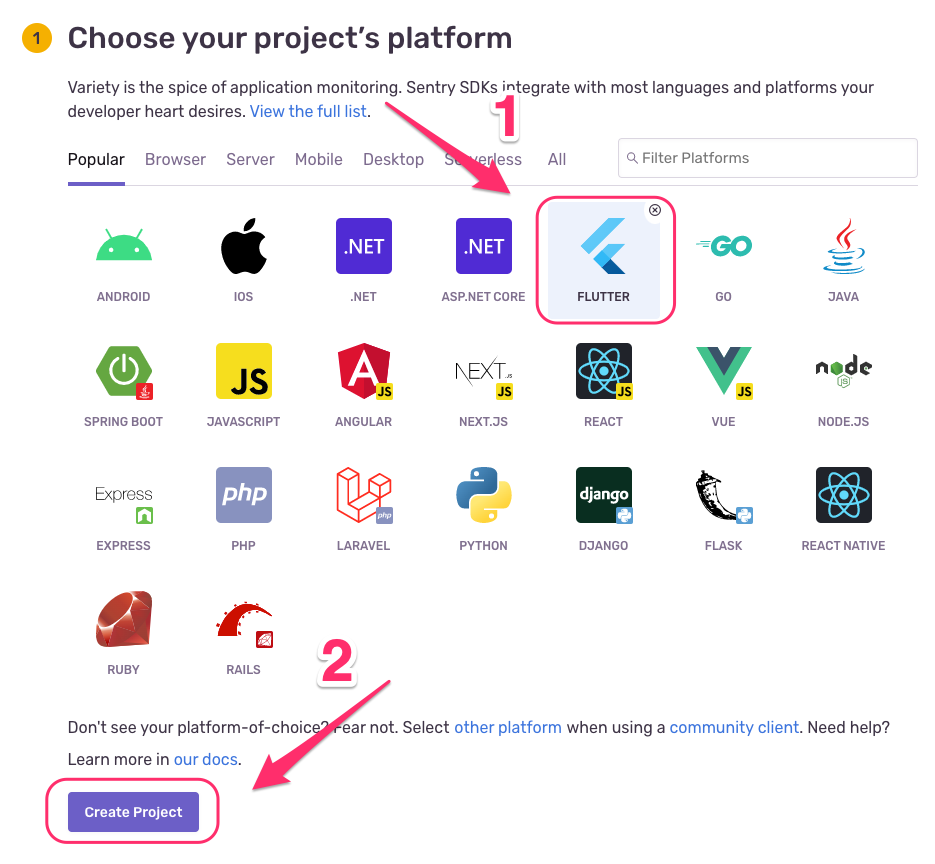 1 Choose your project's platform
Variety is the spice of application monitoring. Sentry SDKs integrate with most languages and platforms your
developer heart desires. View the full list.
1
Popular Browser Server Mobile Desktop Serverless All Filter Platforms
.NET .NET GO
ANDROID IOS .NET ASP.NET CORE FLUTTER GO JAVA
JS JS NEXT.JS JS JS JS node JS
SPRING BOOT JAVASCRIPT ANGULAR NEXT.JS REACT VUE NODE.JS
Express php php django
EXPRESS PHP LARAVEL PYTHON DJANGO FLASK REACT NATIVE
RUBY RAILS
2
Don't see your platform-of-choice? Fear not. Select other platform when using a community client. Need help?
Learn more in our docs.
Create Project